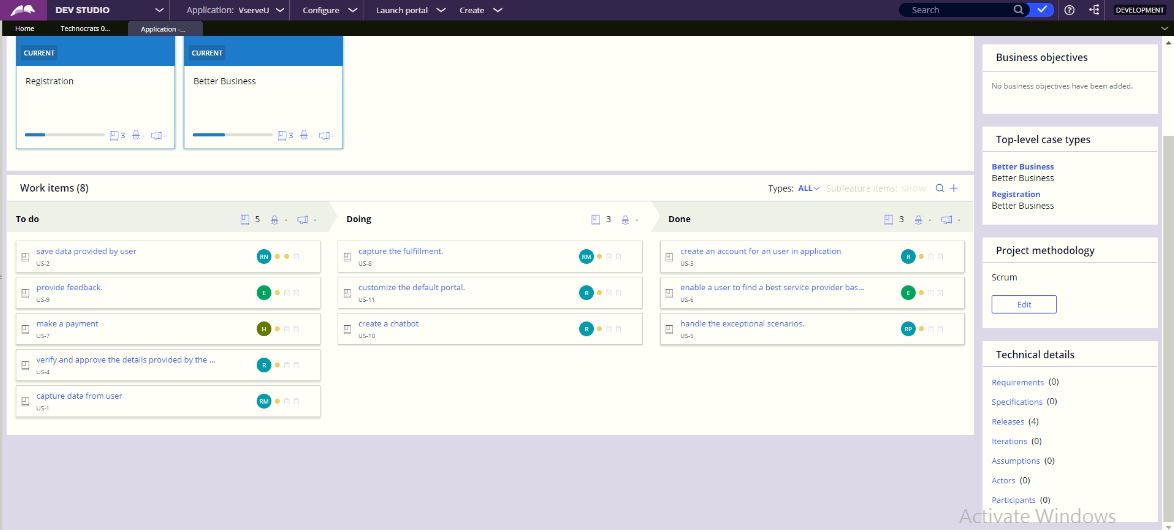 DEV STUDIO
Application: VserveU
Configure
Launch portal
Create
Search
DEVELOPMENT
Home
Technocrats 0...
Application -...
CURRENT
Registration
3
CURRENT
Better Business
3
Work items (8)
Types: ALL
Subfeature items: show
To do
5
save data provided by user
US-2
RN
provide feedback.
US-9
E
make a payment
US-7
H
verify and approve the details provided by the ...
US-4
R
capture data from user
US-1
RM
Doing
3
capture the fulfillment.
US-8
RM
customize the default portal.
US-11
R
create a chatbot
US-10
R
Done
3
create an account for an user in application
R
enable a user to find a best service provider bas...
US-6
E
handle the exceptional scenarios.
RP
Business objectives
No business objectives have been added.
Top-level case types
Better Business
Better Business
Registration
Better Business
Project methodology
Scrum
Edit
Technical details
Requirements (0)
Specifications (0)
Releases (4)
Iterations (0)
Assumptions (0)
Actors (0)
Participants (0)
Activate Windows